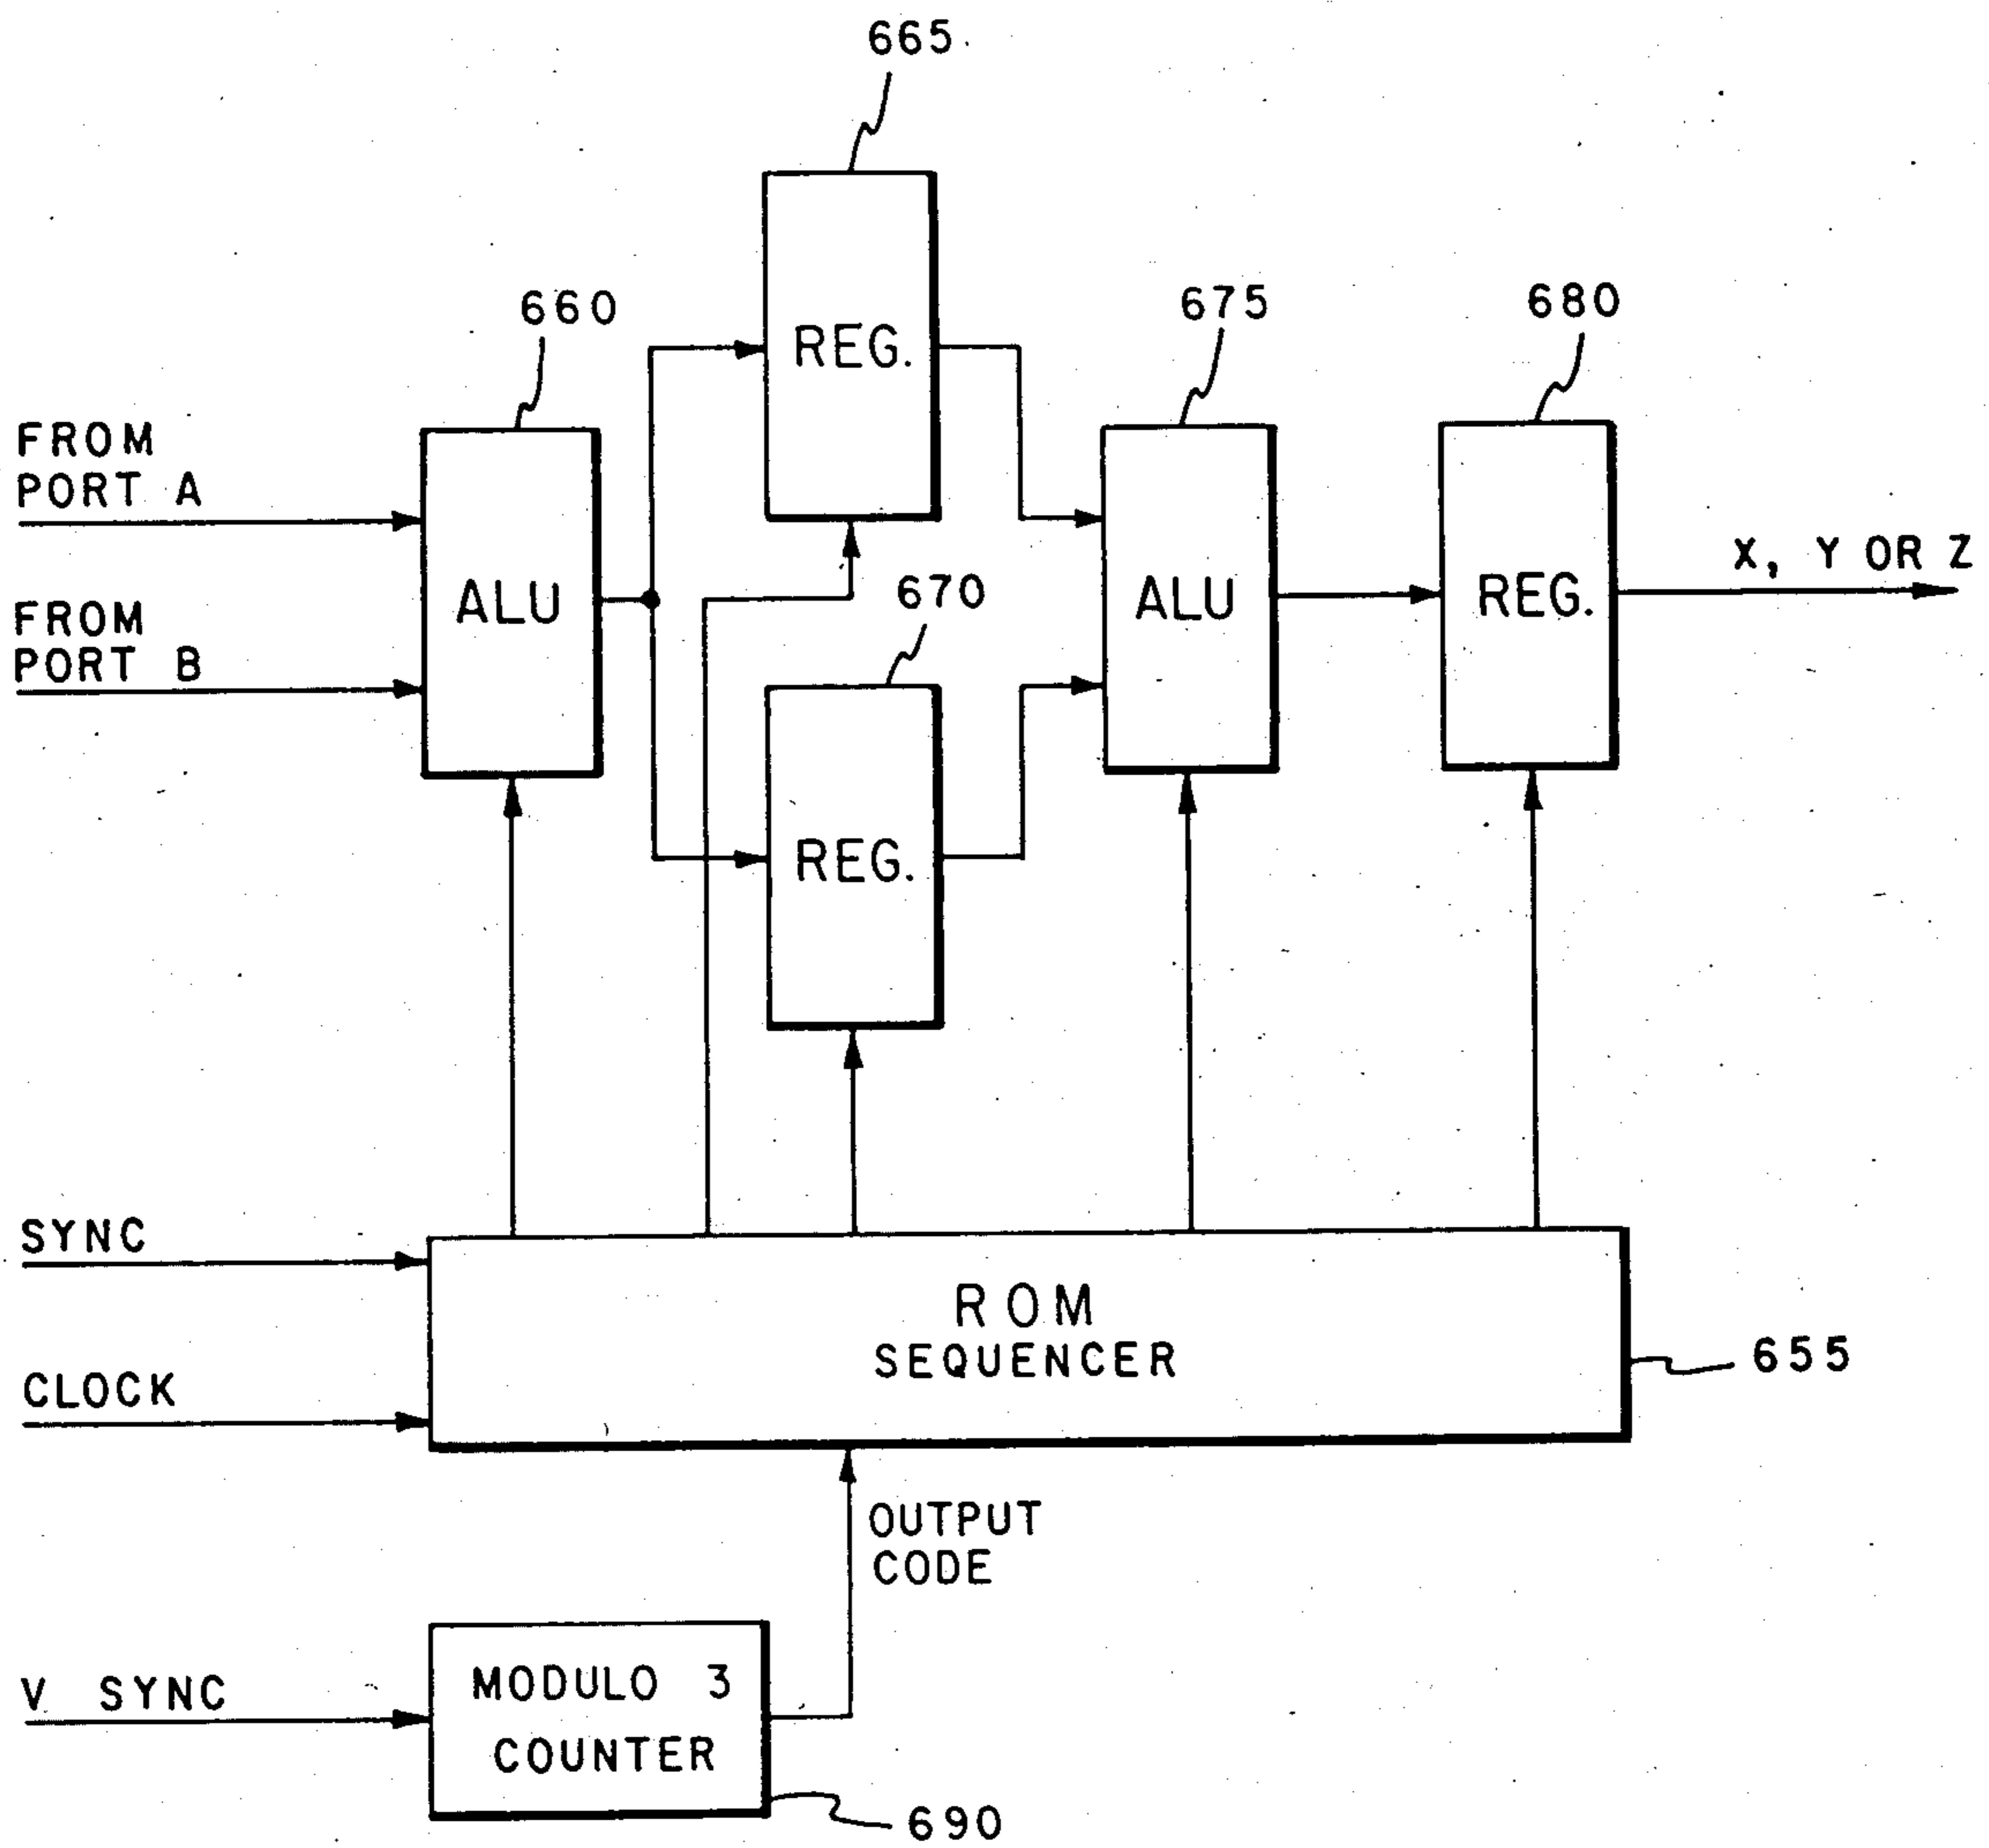 665
660
675
680
REG.
FROM
PORT A
X, Y OR Z
670
ALU
ALU
REG.
FROM
PORT B
REG.
SYNC
ROM
SEQUENCER
655
CLOCK
OUTPUT
CODE
V SYNC
MODULO 3
COUNTER
690